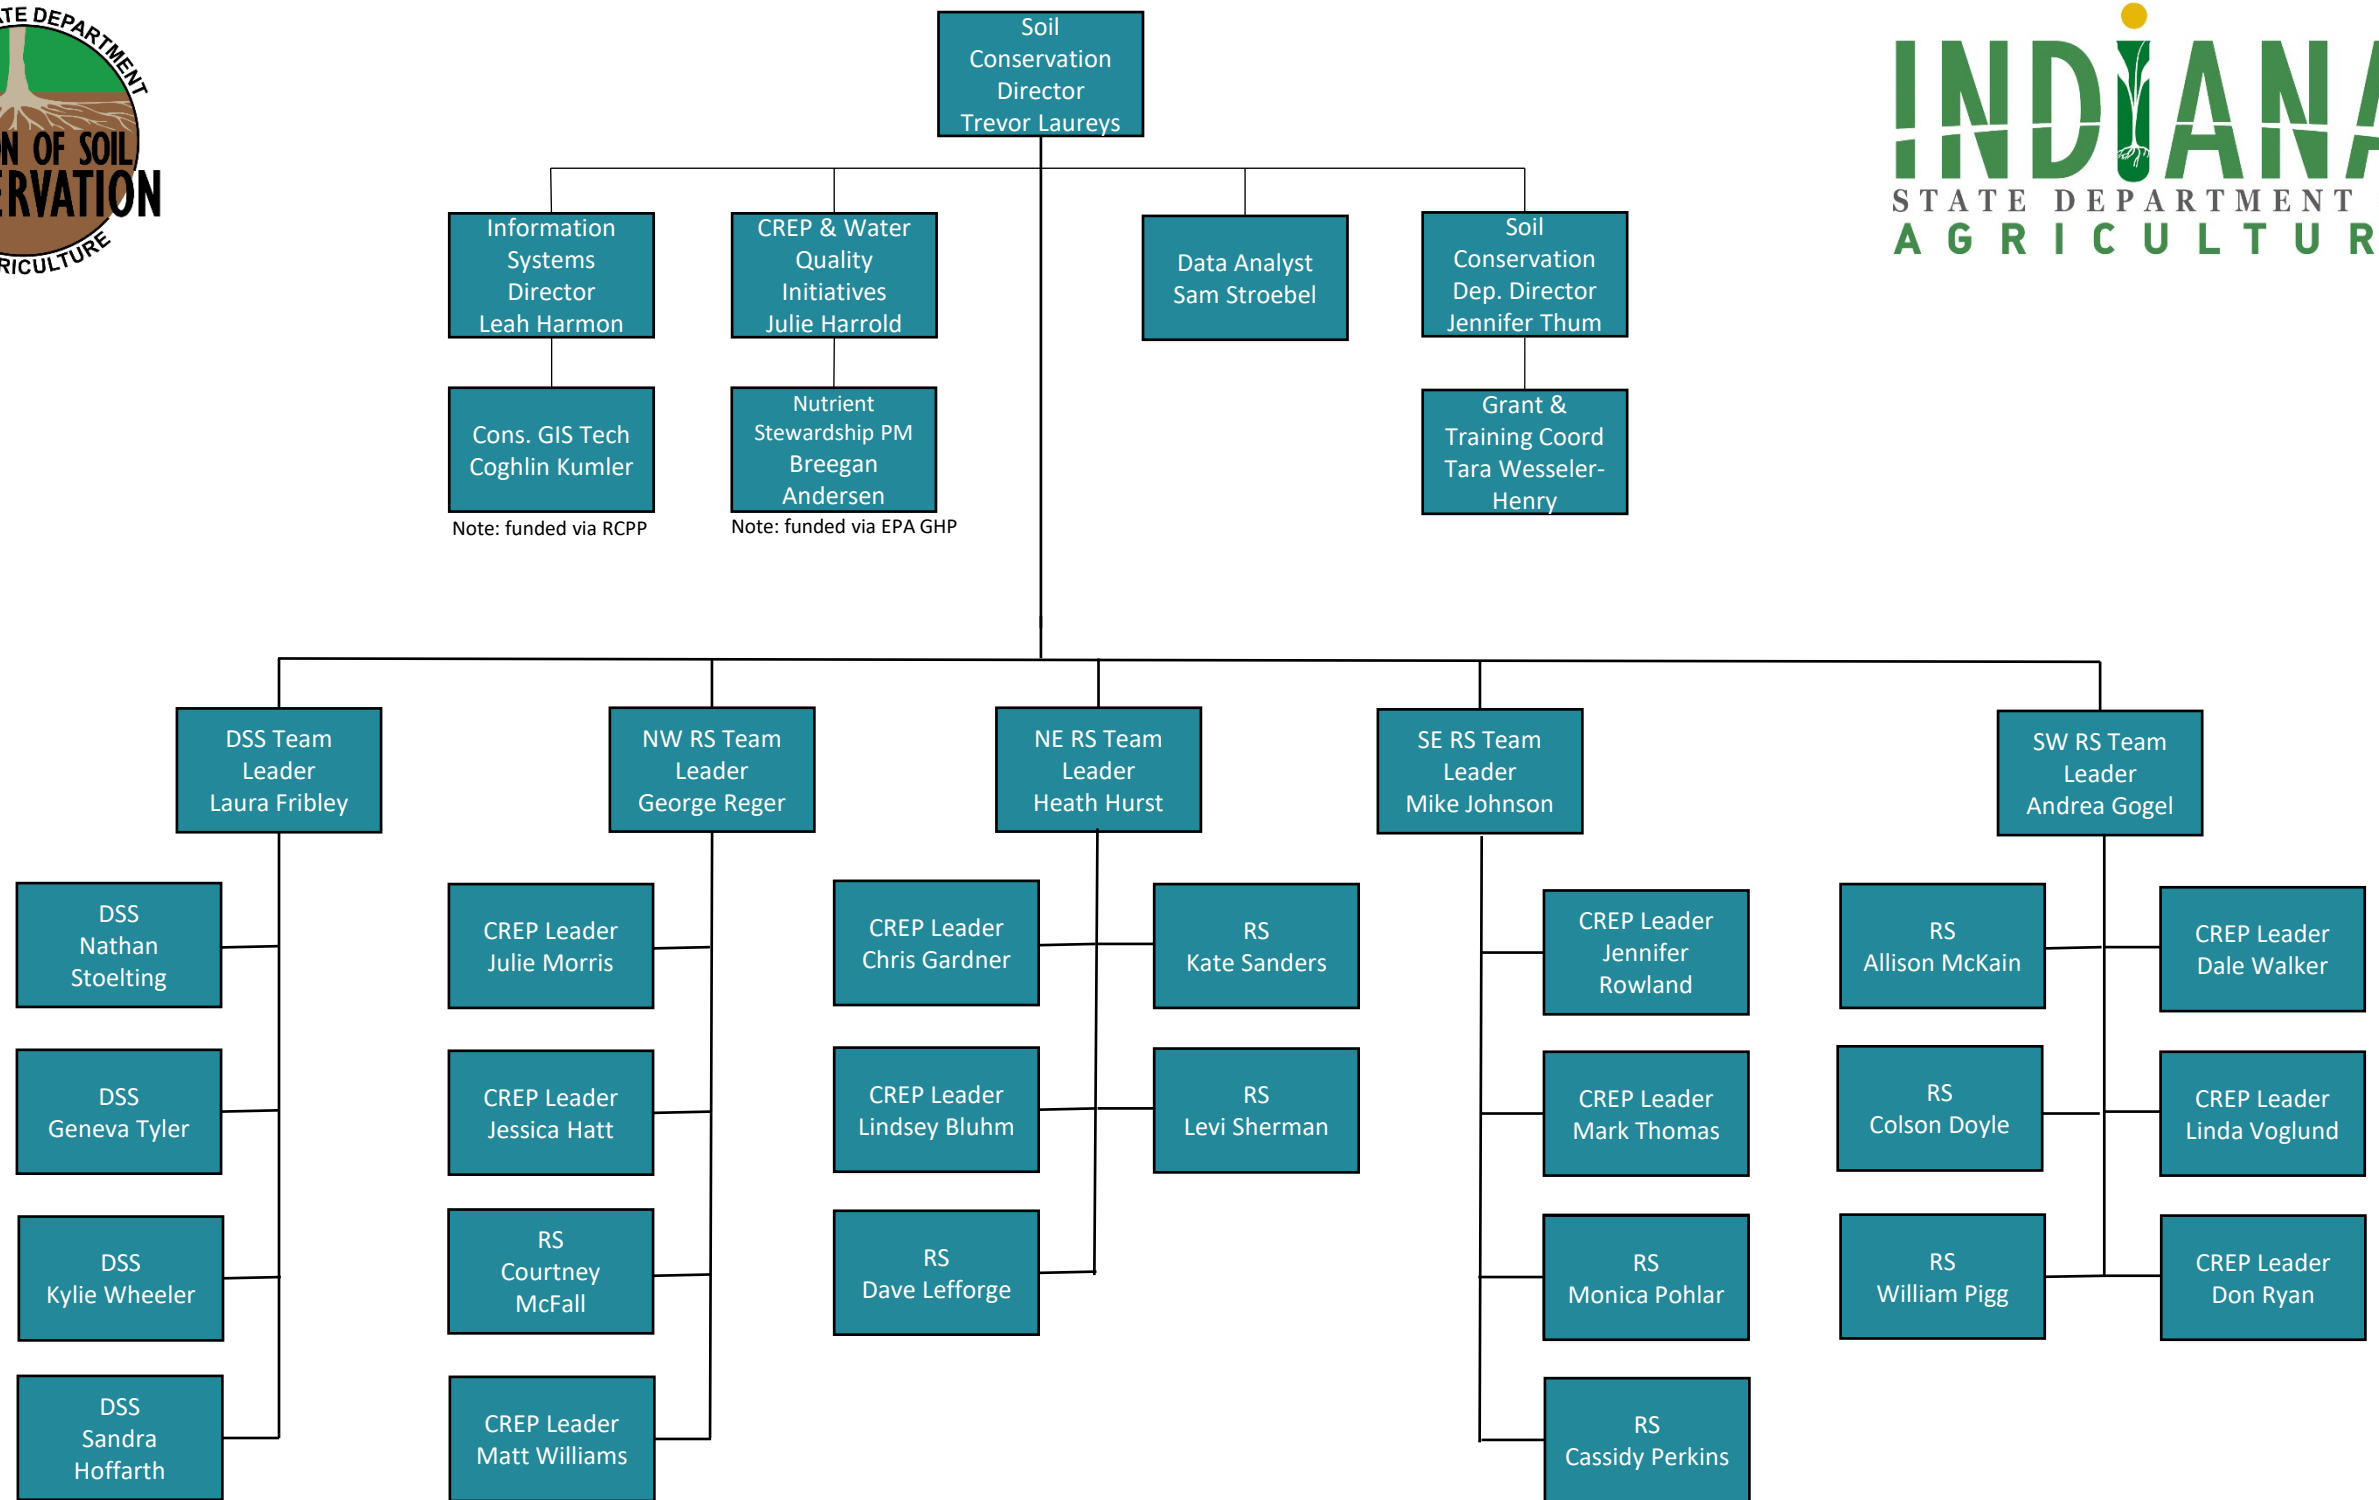 STATE DEPARTMENT
OF SOIL
AGRICULTURE
INDIANA
STATE DEPARTMENT
AGRICULTUR
Soil
Conservation
Director
Trevor Laureys
Information
Systems
Director
Leah Harmon
CREP & Water
Quality
Initiatives
Julie Harrold
Data Analyst
Sam Stroebel
Soil
Conservation
Dep. Director
Jennifer Thum
Cons. GIS Tech
Coghlin Kumler
Note: funded via RCPP
Nutrient
Stewardship PM
Breegan
Andersen
Note: funded via EPA GHP
Grant &
Training Coord
Tara Wesseler-
Henry
DSS Team
Leader
Laura Fribley
NW RS Team
Leader
George Reger
NE RS Team
Leader
Heath Hurst
SE RS Team
Leader
Mike Johnson
SW RS Team
Leader
Andrea Gogel
DSS
Nathan
Stoelting
DSS
Geneva Tyler
DSS
Kylie Wheeler
DSS
Sandra
Hoffarth
CREP Leader
Julie Morris
CREP Leader
Jessica Hatt
RS
Courtney
McFall
CREP Leader
Matt Williams
CREP Leader
Chris Gardner
CREP Leader
Lindsey Bluhm
RS
Dave Lefforge
RS
Kate Sanders
RS
Levi Sherman
CREP Leader
Jennifer
Rowland
CREP Leader
Mark Thomas
RS
Monica Pohlar
RS
Cassidy Perkins
RS
Allison McKain
RS
Colson Doyle
RS
William Pigg
CREP Leader
Dale Walker
CREP Leader
Linda Voglund
CREP Leader
Don Ryan